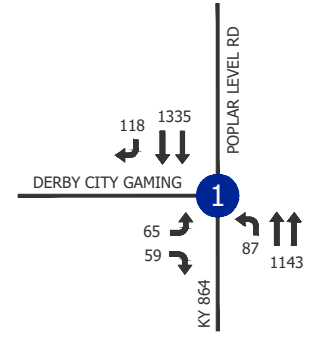 POPLAR LEVEL RD
1335
118
DERBY CITY GAMING
1
65
59
87
1143
KY 864